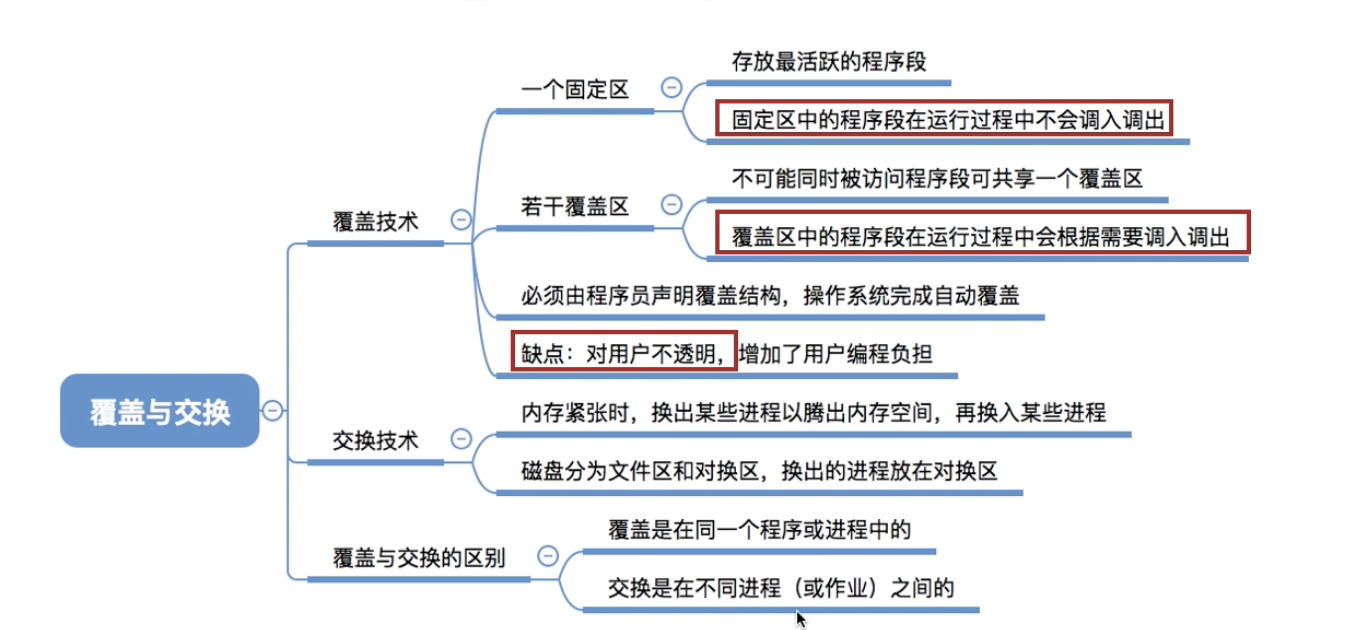 存放最活跃的程序段
一个固定区
固定区中的程序段在运行过程中不会调入调出
不可能同时被访问程序段可共享一个覆盖区
若干覆盖区
覆盖技术
覆盖区中的程序段在运行过程中会根据需要调入调出
必须由程序员声明覆盖结构，操作系统完成自动覆盖
缺点：对用户不透明，增加了用户编程负担
覆盖与交换
内存紧张时，换出某些进程以腾出内存空间，再换入某些进程
交换技术
磁盘分为文件区和对换区，换出的进程放在对换区
覆盖是在同一个程序或进程中的
覆盖与交换的区别
交换是在不同进程（或作业）之间的